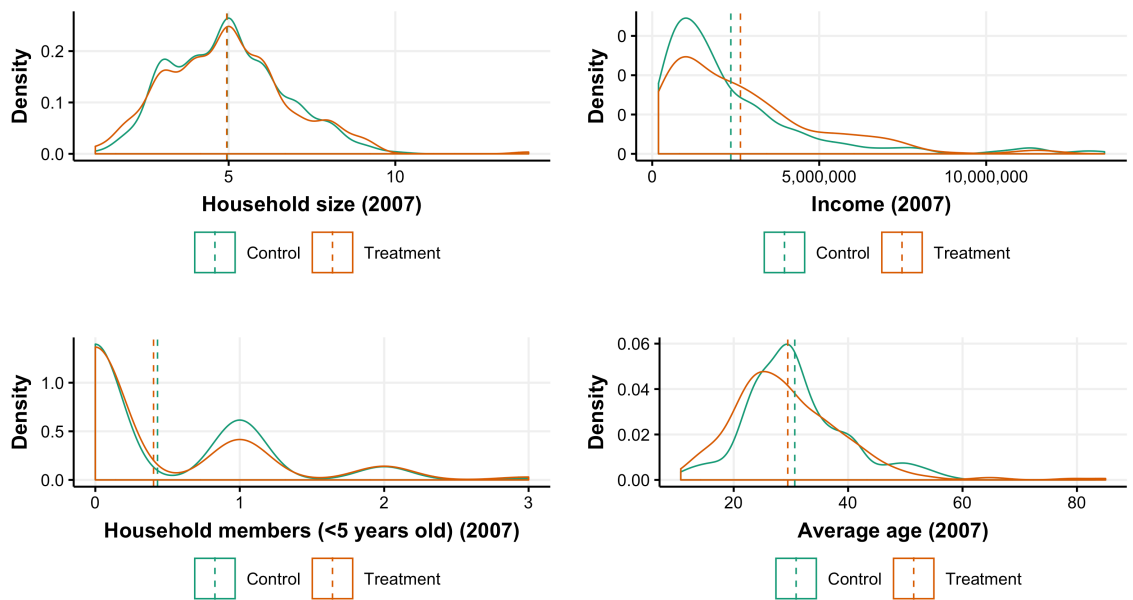 Density
0.2
0.1
0.0
5 10
Household size (2007)
Control Treatment
Density
0
0
0
0
0 5,000,000 10,000,000
Income (2007)
Control Treatment
Density
1.0
0.5
0.0
0 1 2 3
Household members (<5 years old) (2007)
Control Treatment
Density
0.06
0.04
0.02
0.00
20 40 60 80
Average age (2007)
Control Treatment